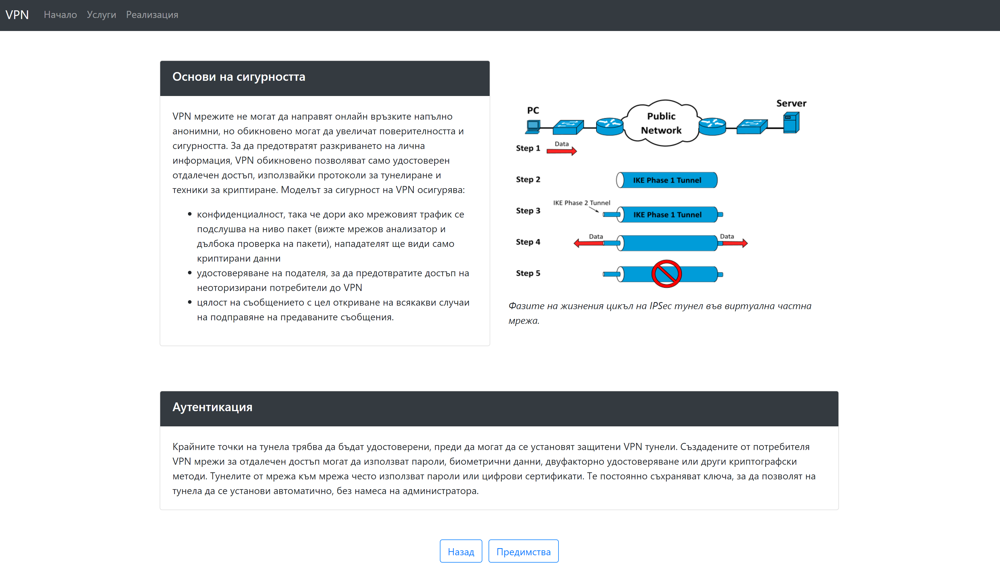 VPN Начало Услуги Реализация
Основи на сигурността
VPN мрежите не могат да направят онлайн връзките напълно
анонимни, но обикновено могат да увеличат поверителността и
сигурността. За да предотвратят разкриването на лична
информация, VPN обикновено позволяват само удостоверен
отдалечен достъп, използвайки протоколи за тунелиране и
техники за криптиране. Моделът за сигурност на VPN осигурява:
• конфиденциалност, така че дори ако мрежовият трафик се
подслушва на ниво пакет (вижте мрежов анализатор и
дълбока проверка на пакети), нападателят ще види само
криптирани данни
• удостоверяване на подателя, за да предотвратите достъп на
неоторизирани потребители до VPN
• цялост на съобщението с цел откриване на всякакви случаи
на подправяне на предаваните съобщения.
PC
Public
Network
Server
Step 1 Data
Step 2 IKE Phase 1 Tunnel
IKE Phase 2 Tunnel
Step 3 IKE Phase 1 Tunnel
Step 4 Data Data
Step 5
Фазите на жизнения цикъл на IPSec тунел във виртуална частна
мрежа.
Аутентикация
Крайните точки на тунела трябва да бъдат удостоверени, преди да могат да се установят защитени VPN тунели. Създадените от потребителя
VPN мрежи за отдалечен достъп могат да използват пароли, биометрични данни, двуфакторно удостоверяване или други криптографски
методи. Тунелите от мрежа към мрежа често използват пароли или цифрови сертификати. Те постоянно съхраняват ключа, за да позволят на
тунела да се установи автоматично, без намеса на администратора.
Назад Предимства